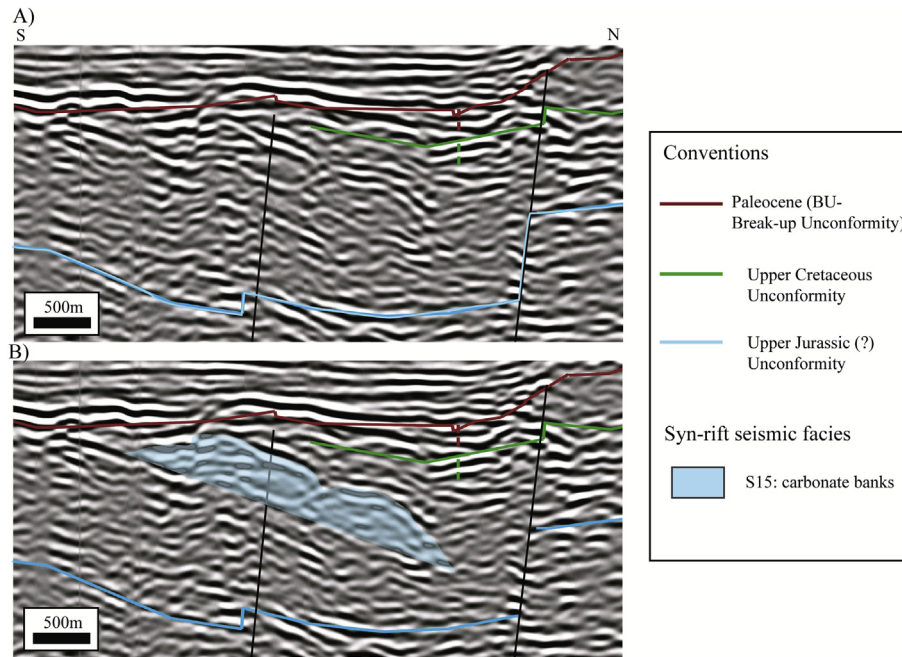 A)
S
N
500m
B)
500m
Conventions
Paleocene (BU-
Break-up Unconformity)
Upper Cretaceous
Unconformity
Upper Jurassic (?)
Unconformity
Syn-rift seismic facies
S15: carbonate banks